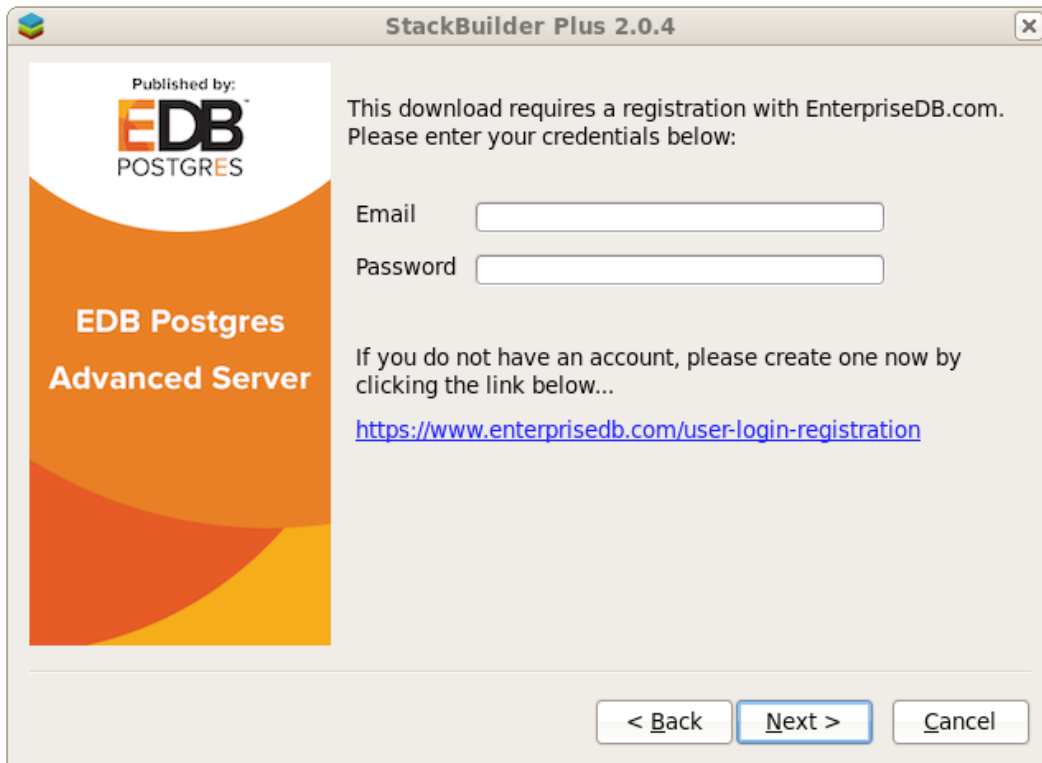 StackBuilder Plus 2.0.4
Published by:
EDB™
POSTGRES
EDB Postgres
Advanced Server
This download requires a registration with EnterpriseDB.com.
Please enter your credentials below:
Email
Password
If you do not have an account, please create one now by
clicking the link below...
https://www.enterprisedb.com/user-login-registration
< Back
Next >
Cancel